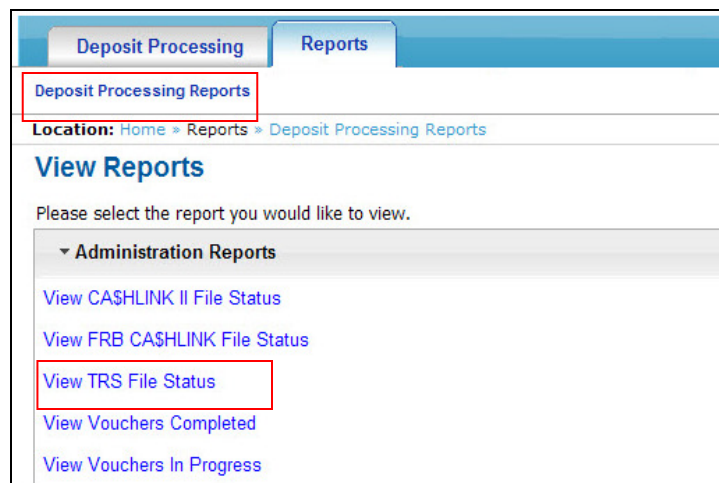 Deposit Processing Reports
Deposit Processing Reports
Location: Home » Reports » Deposit Processing Reports
View Reports
Please select the report you would like to view.
Administration Reports
View CA$HLINK II File Status
View FRB CA$HLINK File Status
View TRS File Status
View Vouchers Completed
View Vouchers In Progress